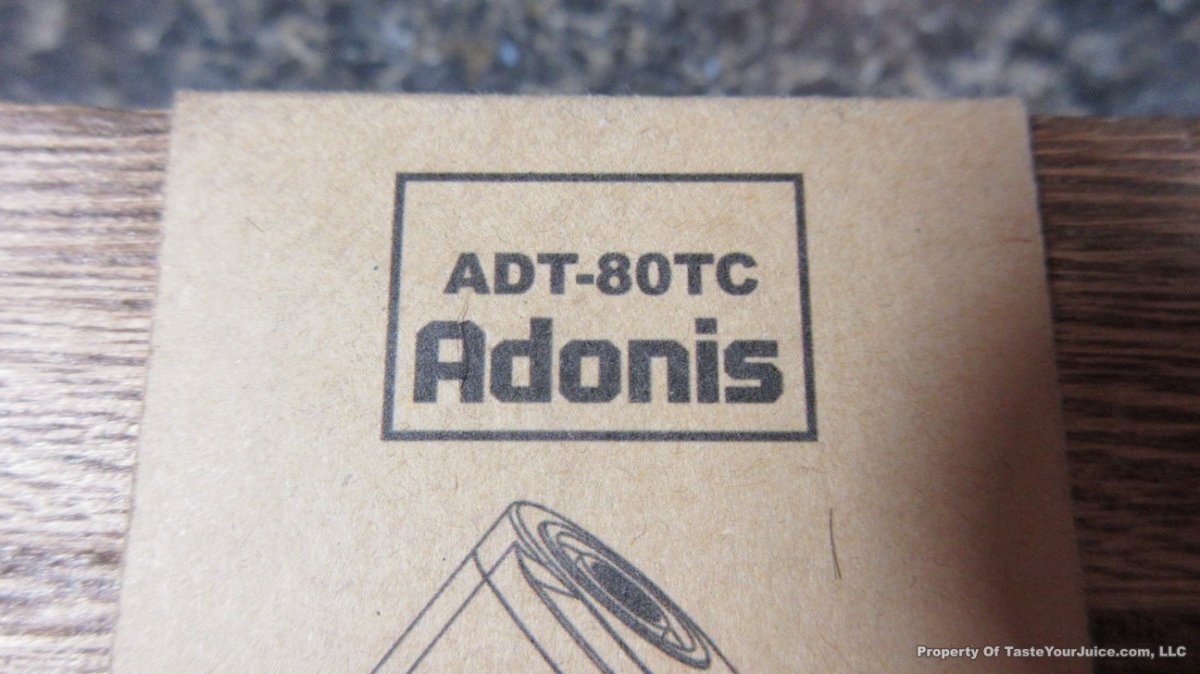 ADT-80TC
Adonis
Property Of TasteYourJuice.com, LLC